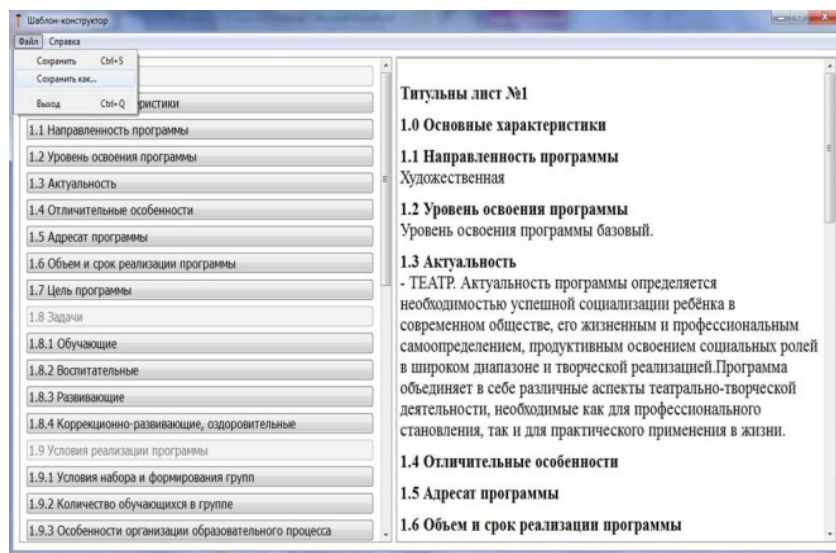 Шаблон-конструктор
Файл Справка
Сохранить Ctrl+S
Сохранить как...
Выход Ctrl+Q
1.1 Направленность программы
1.2 Уровень освоения программы
1.3 Актуальность
1.4 Отличительные особенности
1.5 Адресат программы
1.6 Объем и срок реализации программы
1.7 Цель программы
1.8 Задачи
1.8.1 Обучающие
1.8.2 Воспитательные
1.8.3 Развивающие
1.8.4 Коррекционно-развивающие, оздоровительные
1.9 Условия реализации программы
1.9.1 Условия набора и формирования групп
1.9.2 Количество обучающихся в группе
1.9.3 Особенности организации образовательного процесса
Титульны лист №1
1.0 Основные характеристики
1.1 Направленность программы
Художественная
1.2 Уровень освоения программы
Уровень освоения программы базовый.
1.3 Актуальность
- ТЕАТР. Актуальность программы определяется
необходимостью успешной социализации ребёнка в
современном обществе, его жизненным и профессиональным
самоопределением, продуктивным освоением социальных ролей
в широком диапазоне и творческой реализацией.Программа
объединяет в себе различные аспекты театрально-творческой
деятельности, необходимые как для профессионального
становления, так и для практического применения в жизни.
1.4 Отличительные особенности
1.5 Адресат программы
1.6 Объем и срок реализации программы